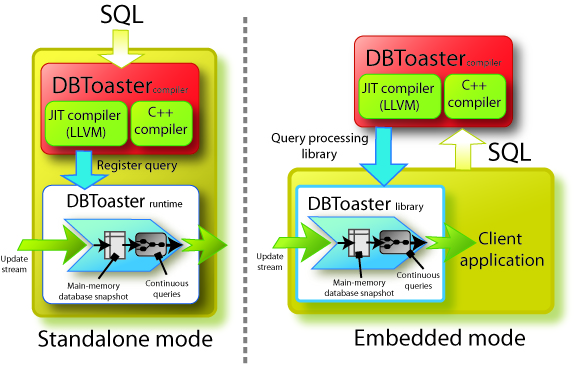 SQL
DBToaster compiler
JIT compiler
(LLVM)
C++
compiler
Register query
DBToaster runtime
Update
stream
Main-memory
database snapshot
Continuous
queries
Standalone mode
DBToaster compiler
JIT compiler
(LLVM)
C++
compiler
Query processing
library
SQL
DBToaster library
Update
stream
Main-memory
database snapshot
Continuous
queries
Client
application
Embedded mode